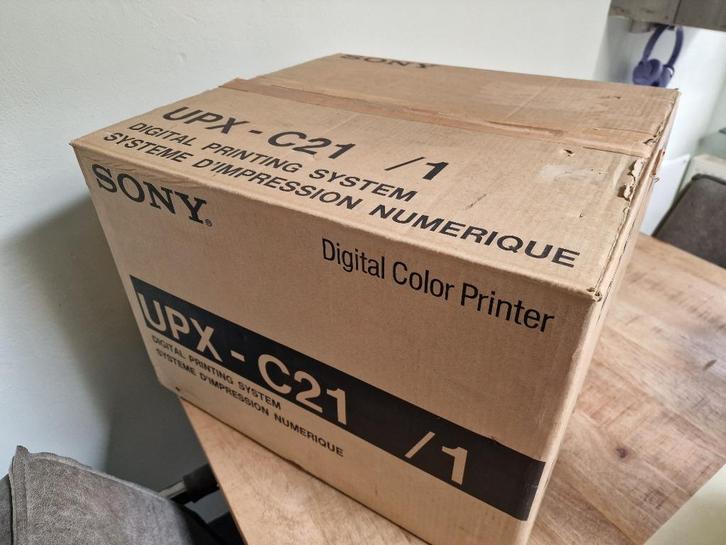 SONY
UPX - C21 /1
DIGITAL PRINTING SYSTEM
SYSTEME D'IMPRESSION NUMERIQUE
SONY®
Digital Color Printer
UPX - C21 /1
DIGITAL PRINTING SYSTEM
SYSTEME D'IMPRESSION NUMERIQUE